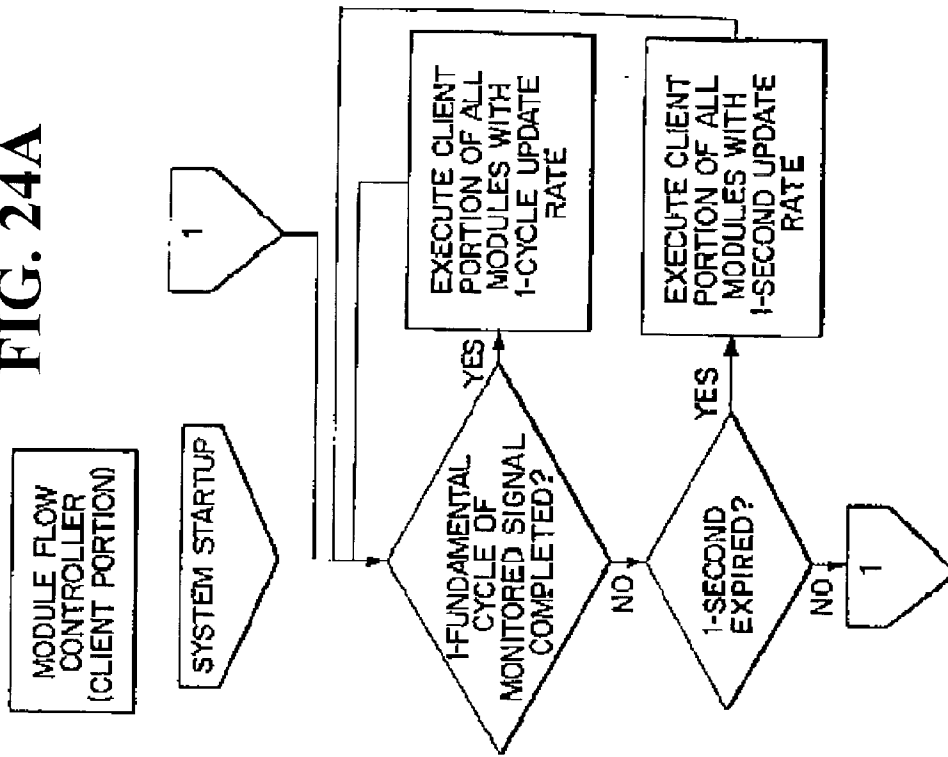 FIG. 24A
MODULE FLOW
CONTROLLER
(CLIENT PORTION)
SYSTEM STARTUP
1
1-FUNDAMENTAL
CYCLE OF
MONITORED SIGNAL
COMPLETED?
YES
EXECUTE CLIENT
PORTION OF ALL
MODULES WITH
1-CYCLE UPDATE
RATE
NO
1-SECOND
EXPIRED?
YES
EXECUTE CLIENT
PORTION OF ALL
MODULES WITH
1-SECOND UPDATE
RATE
NO
1